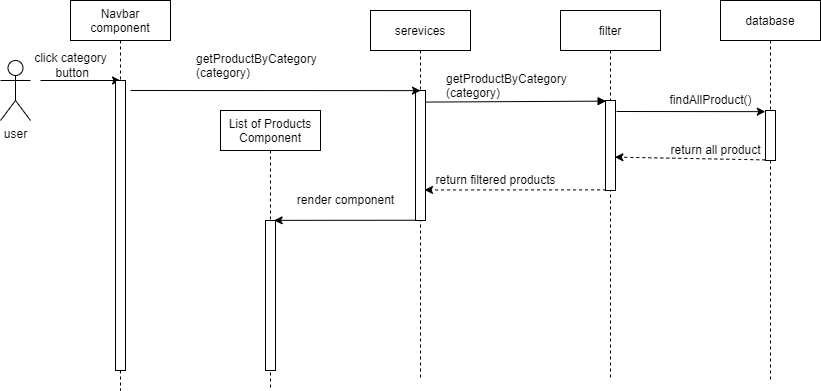 Navbar
component
serevices
filter
database
click category
button
getProductByCategory
(category)
getProductByCategory
(category)
findAllProduct()
user
List of Products
Component
return all product
return filtered products
render component